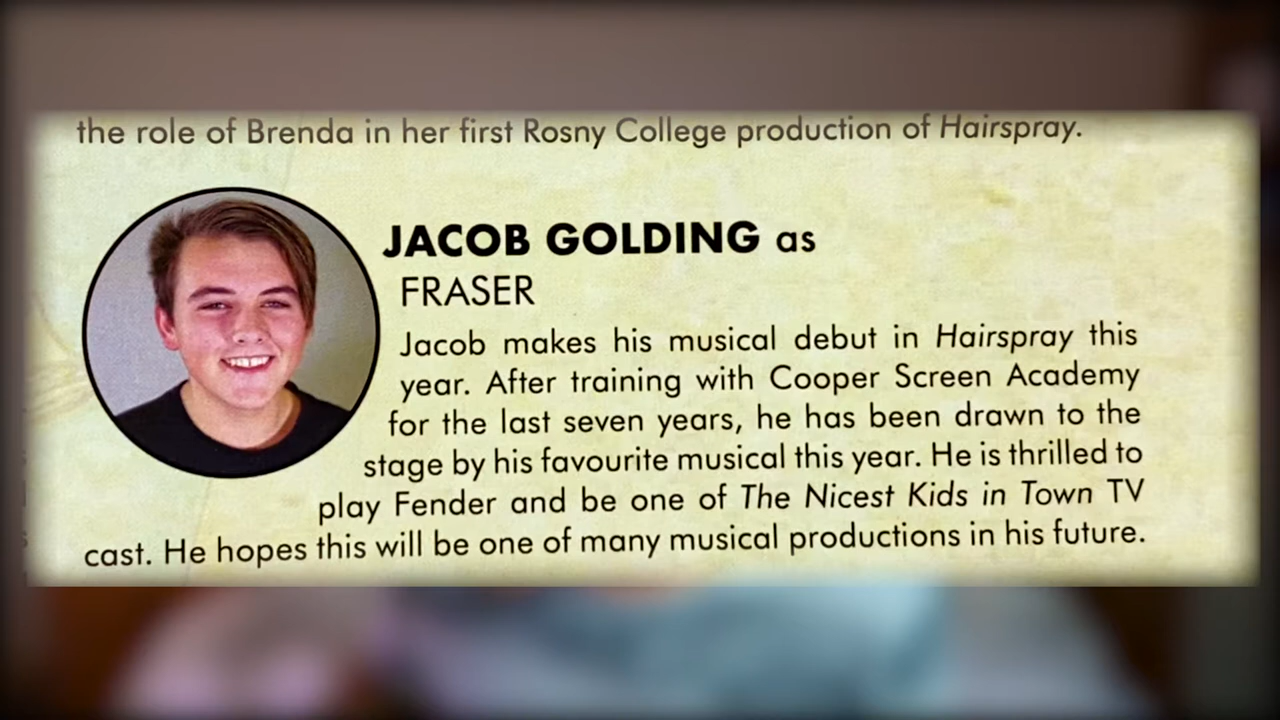 the role of Brenda in her first Rosny College production of Hairspray.
JACOB GOLDING as
FRASER
Jacob makes his musical debut in Hairspray this
year. After training with Cooper Screen Academy
for the last seven years, he has been drawn to the
stage by his favourite musical this year. He is thrilled to
play Fender and be one of The Nicest Kids in Town TV
cast. He hopes this will be one of many musical productions in his future.